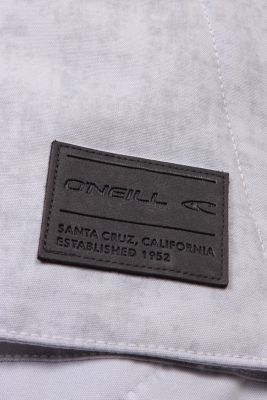 O'NEILL
SANTA CRUZ, CALIFORNIA
ESTABLISHED 1952